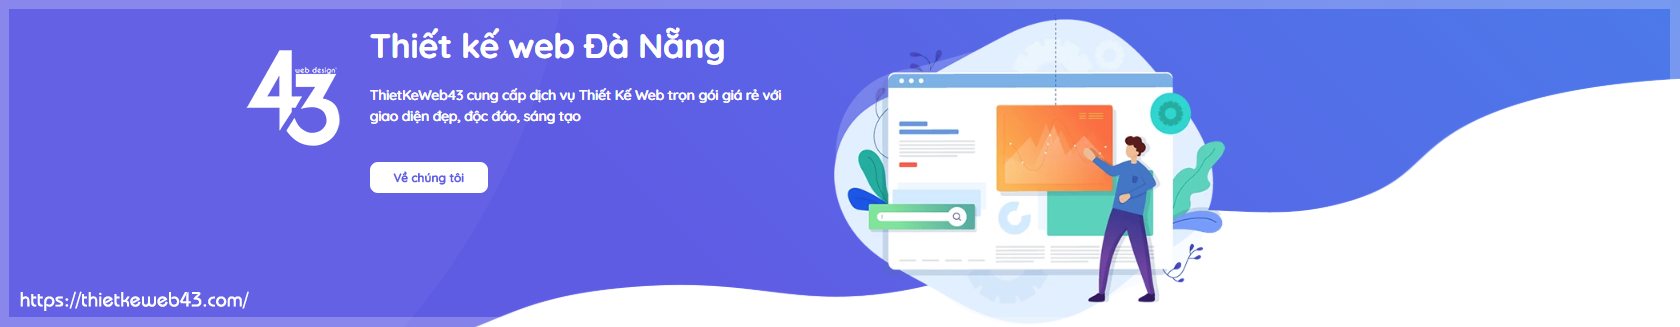 Thiết kế web Đà Nẵng
43
web design
ThietKeWeb43 cung cấp dịch vụ Thiết Kế Web trọn gói giá rẻ với
giao diện đẹp, độc đáo, sáng tạo
Về chúng tôi
https://thietkeweb43.com/